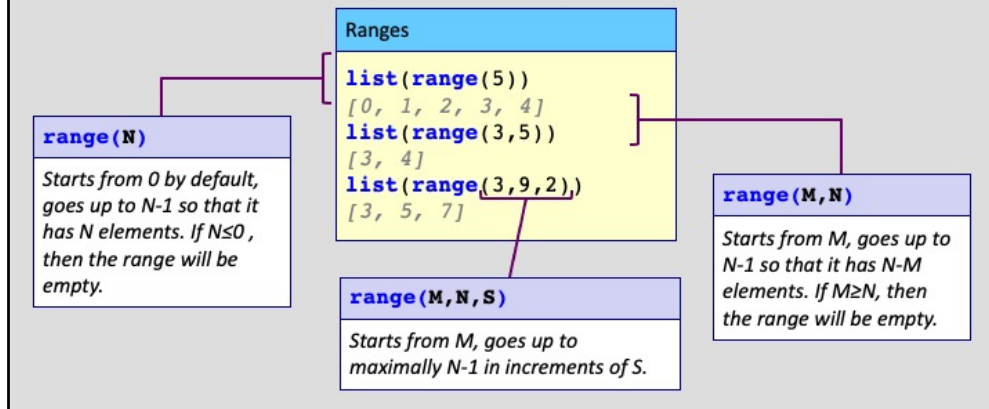 Ranges
list(range(5))
[0, 1, 2, 3, 4]
list(range(3,5))
[3, 4]
list(range(3,9,2))
[3, 5, 7]
range(N)
Starts from 0 by default,
goes up to N-1 so that it
has N elements. If N≤0 ,
then the range will be
empty.
range(M,N)
Starts from M, goes up to
N-1 so that it has N-M
elements. If M≥N, then
the range will be empty.
range(M,N,S)
Starts from M, goes up to
maximally N-1 in increments of S.